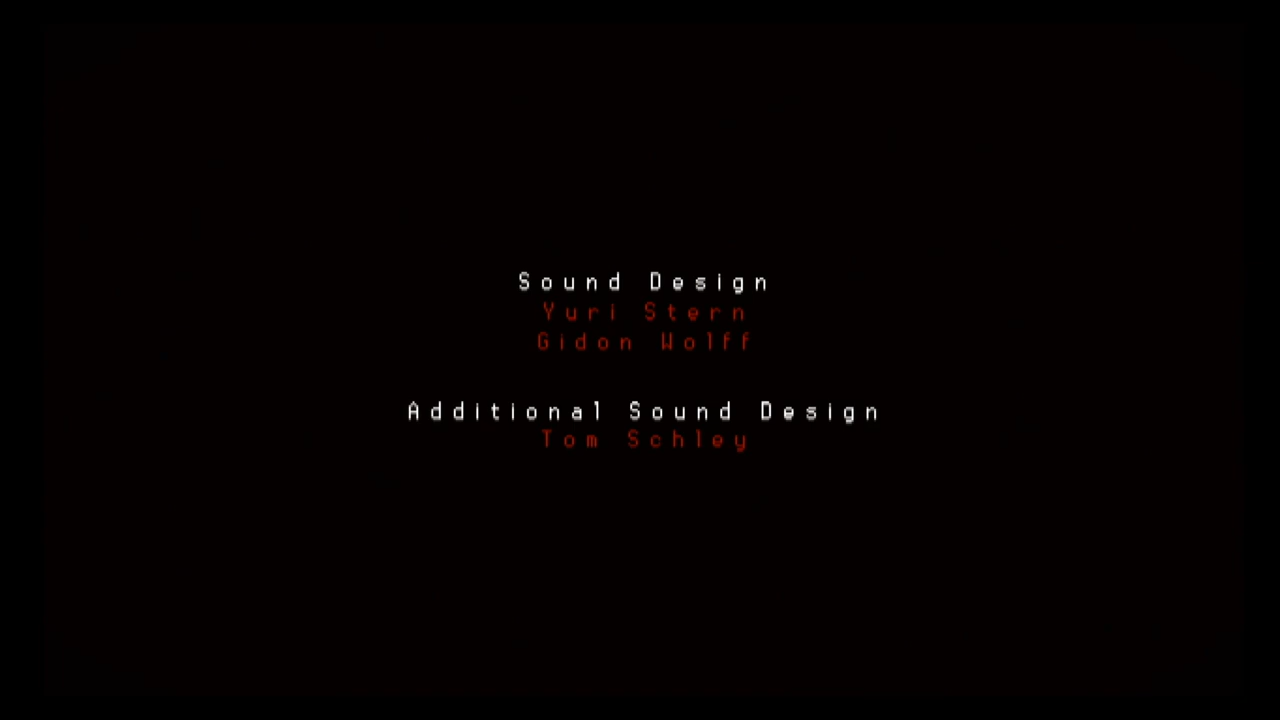 Sound Design
Yuri Stern
Gidon Wolff
Additional Sound Design
Tom Schley